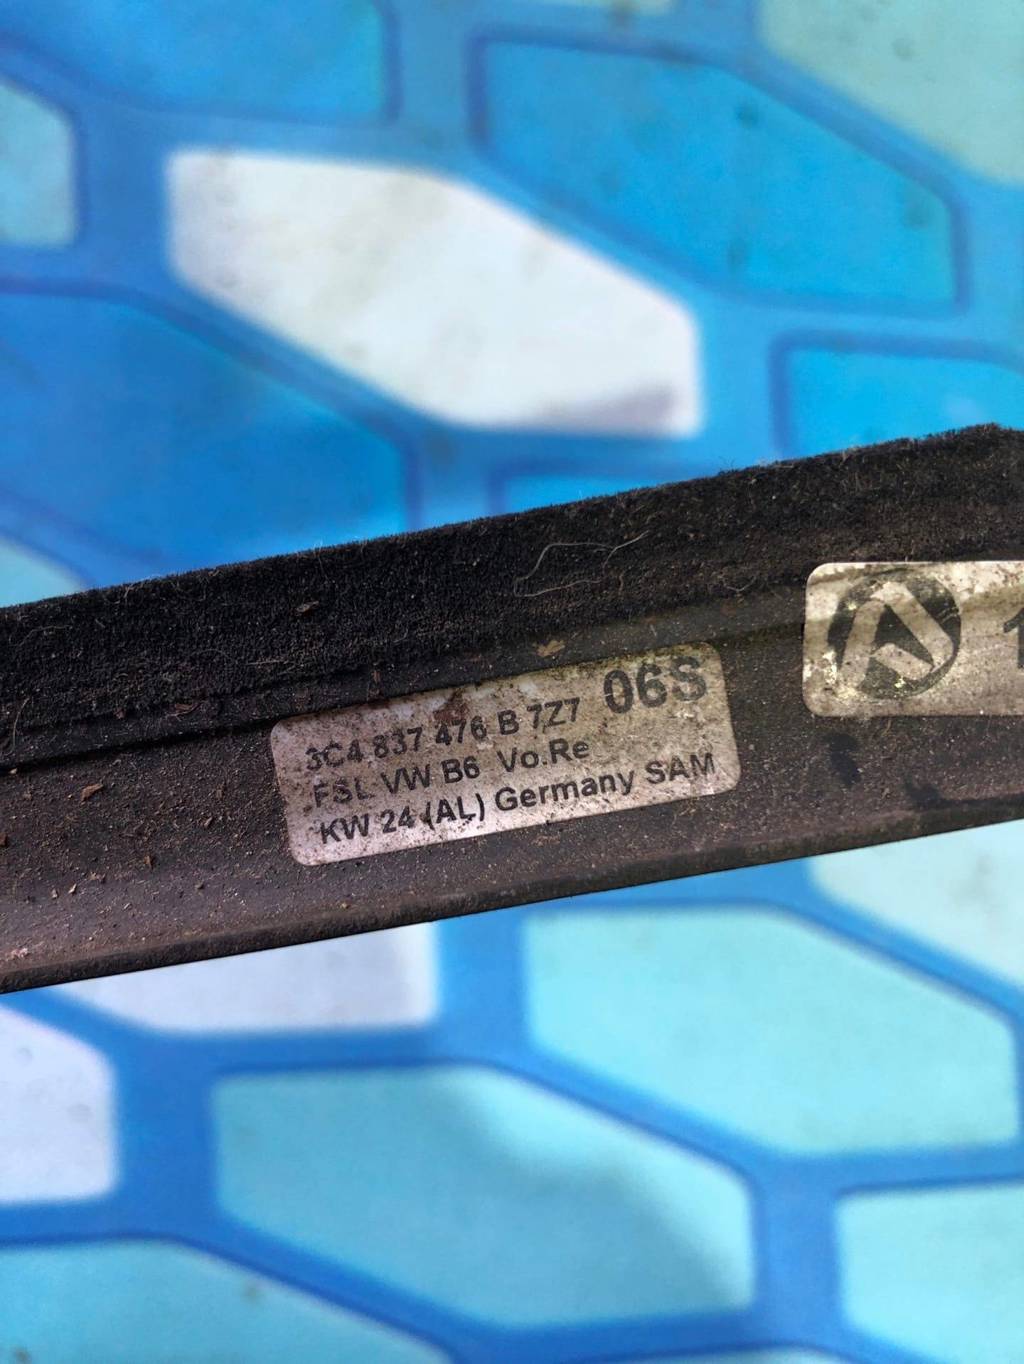 3C4 837 476 B 7Z7 06S
FSL VW B6 Vo.Re
KW 24 (AL) Germany SAM